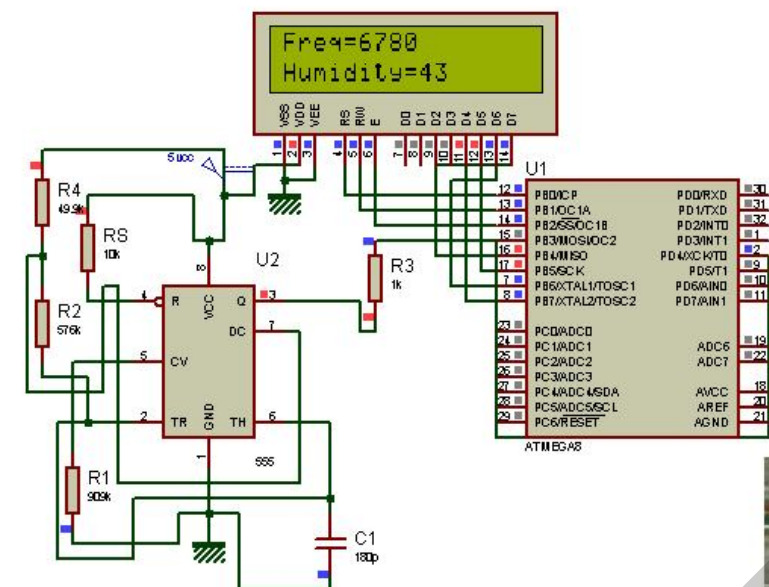 Freq=6780
Humidity=43
VSS
VDD
VEE
RS
RW
E
D0
D1
D2
D3
D4
D5
D6
D7
1
2
3
4
5
6
7
8
9
10
11
12
13
14
5vcc
R4
49.9k
RS
10k
R2
576k
R1
909k
R3
1k
C1
180p
U2
8
4
R
VCC
Q
3
DC
7
5
CV
2
TR
GND
TH
6
1
555
U1
12
PB0/ICP
PD0/RXD
30
13
PB1/OC1A
PD1/TXD
31
14
PB2/SS/OC1B
PD2/INT0
32
15
PB3/MOSI/OC2
PD3/INT1
1
16
PB4/MISO
PD4/XCK/T0
2
17
PB5/SCK
PD5/T1
9
7
PB6/XTAL1/TOSC1
PD6/AIN0
10
8
PB7/XTAL2/TOSC2
PD7/AIN1
11
23
PC0/ADC0
24
PC1/ADC1
ADC6
19
25
PC2/ADC2
ADC7
22
26
PC3/ADC3
27
PC4/ADC4/SDA
AVCC
18
28
PC5/ADC5/SCL
AREF
20
29
PC6/RESET
AGND
21
ATMEGA8